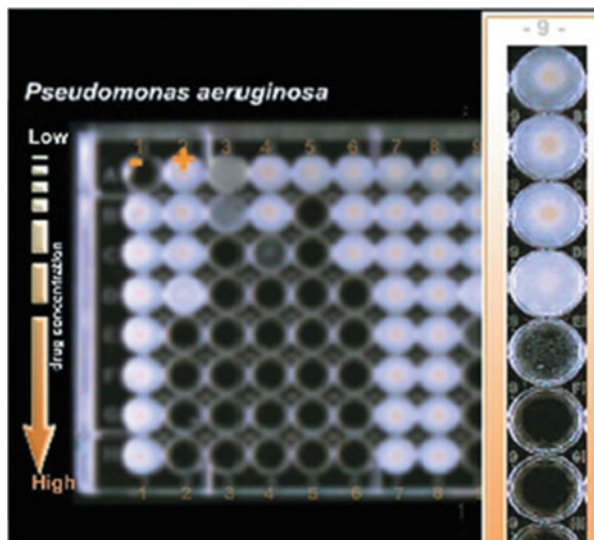 - 9 -
Pseudomonas aeruginosa
Low
1 2 3 4 5 6 7 8 9
- +
A
B
C
D
E
F
G
H
drug concentration
High
1 2 3 4 5 6 7 8